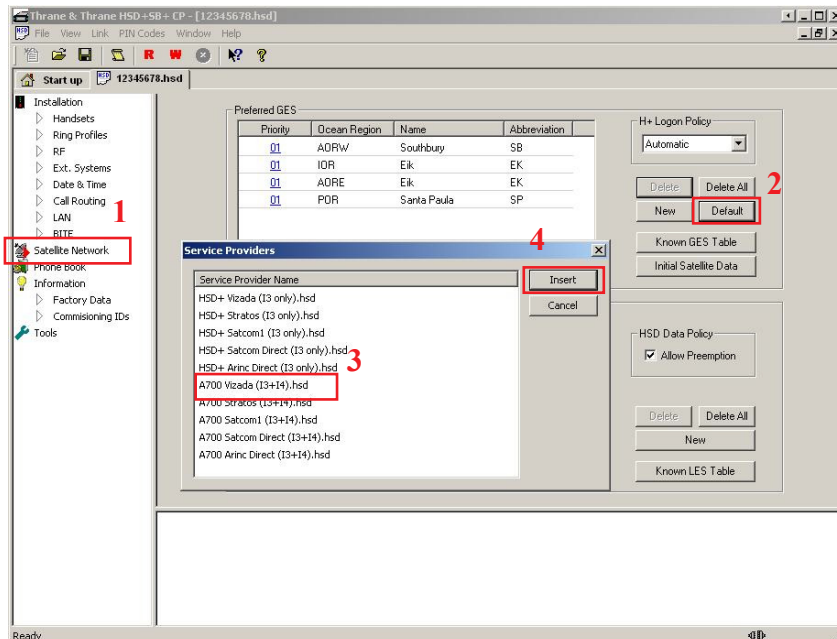 Thrane & Thrane HSD+SB+ CP - [12345678.hsd]
File View Link PIN Codes Window Help
R W
Start up 12345678.hsd
Installation
Handsets
Ring Profiles
RF
Ext. Systems
Date & Time
Call Routing
1
LAN
BITE
Satellite Network
Phone Book
Information
Factory Data
Commisioning IDs
Tools
Preferred GES
Priority Ocean Region Name Abbreviation
01 AORW Southbury SB
01 IOR Eik EK
01 AORE Eik EK
01 POR Santa Paula SP
H+ Logon Policy
Automatic
2
Delete Delete All
New Default
Known GES Table
Initial Satellite Data
4
Service Providers
Service Provider Name
HSD+ Vizada (I3 only).hsd
HSD+ Stratos (I3 only).hsd
HSD+ Satcom1 (I3 only).hsd
HSD+ Satcom Direct (I3 only).hsd
HSD+ Arinc Direct (I3 only).hsd
3
A700 Vizada (I3+I4).hsd
A700 Stratos (I3+I4).hsd
A700 Satcom1 (I3+I4).hsd
A700 Satcom Direct (I3+I4).hsd
A700 Arinc Direct (I3+I4).hsd
Insert
Cancel
HSD Data Policy
Allow Preemption
Delete Delete All
New
Known LES Table
Ready